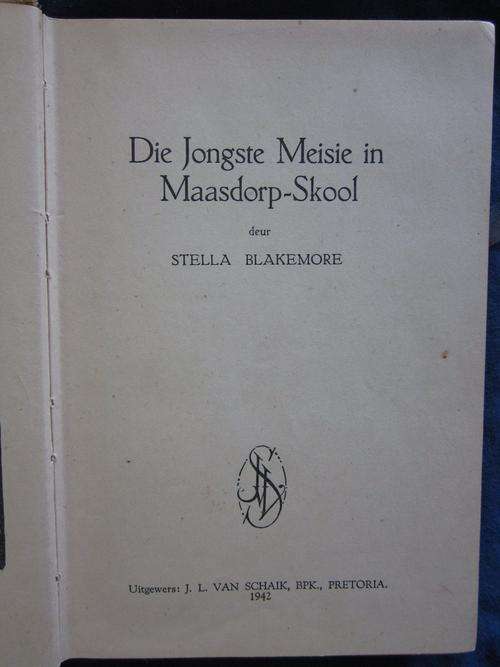 Die Jongste Meisie in
Maasdorp-Skool
deur
STELLA BLAKEMORE
Uitgewers: J. L. VAN SCHAIK, BPK., PRETORIA.
1942